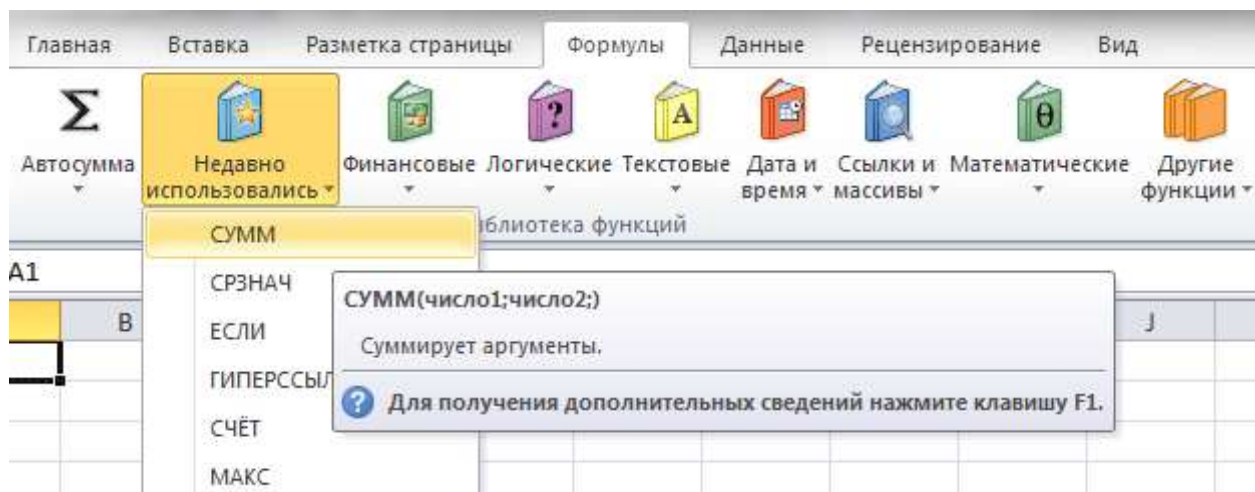 Главная Вставка Разметка страницы Формулы Данные Рецензирование Вид
Σ ? A θ
Автосумма Недавно использовались Финансовые Логические Текстовые Дата и время Ссылки и массивы Математические Другие функции
функций
СУММ
A1
СРЗНАЧ
СУММ(число1;число2;)
B J
ЕСЛИ
Суммирует аргументы.
ГИПЕРССЫЛ
? Для получения дополнительных сведений нажмите клавишу F1.
СЧЁТ
МАКС